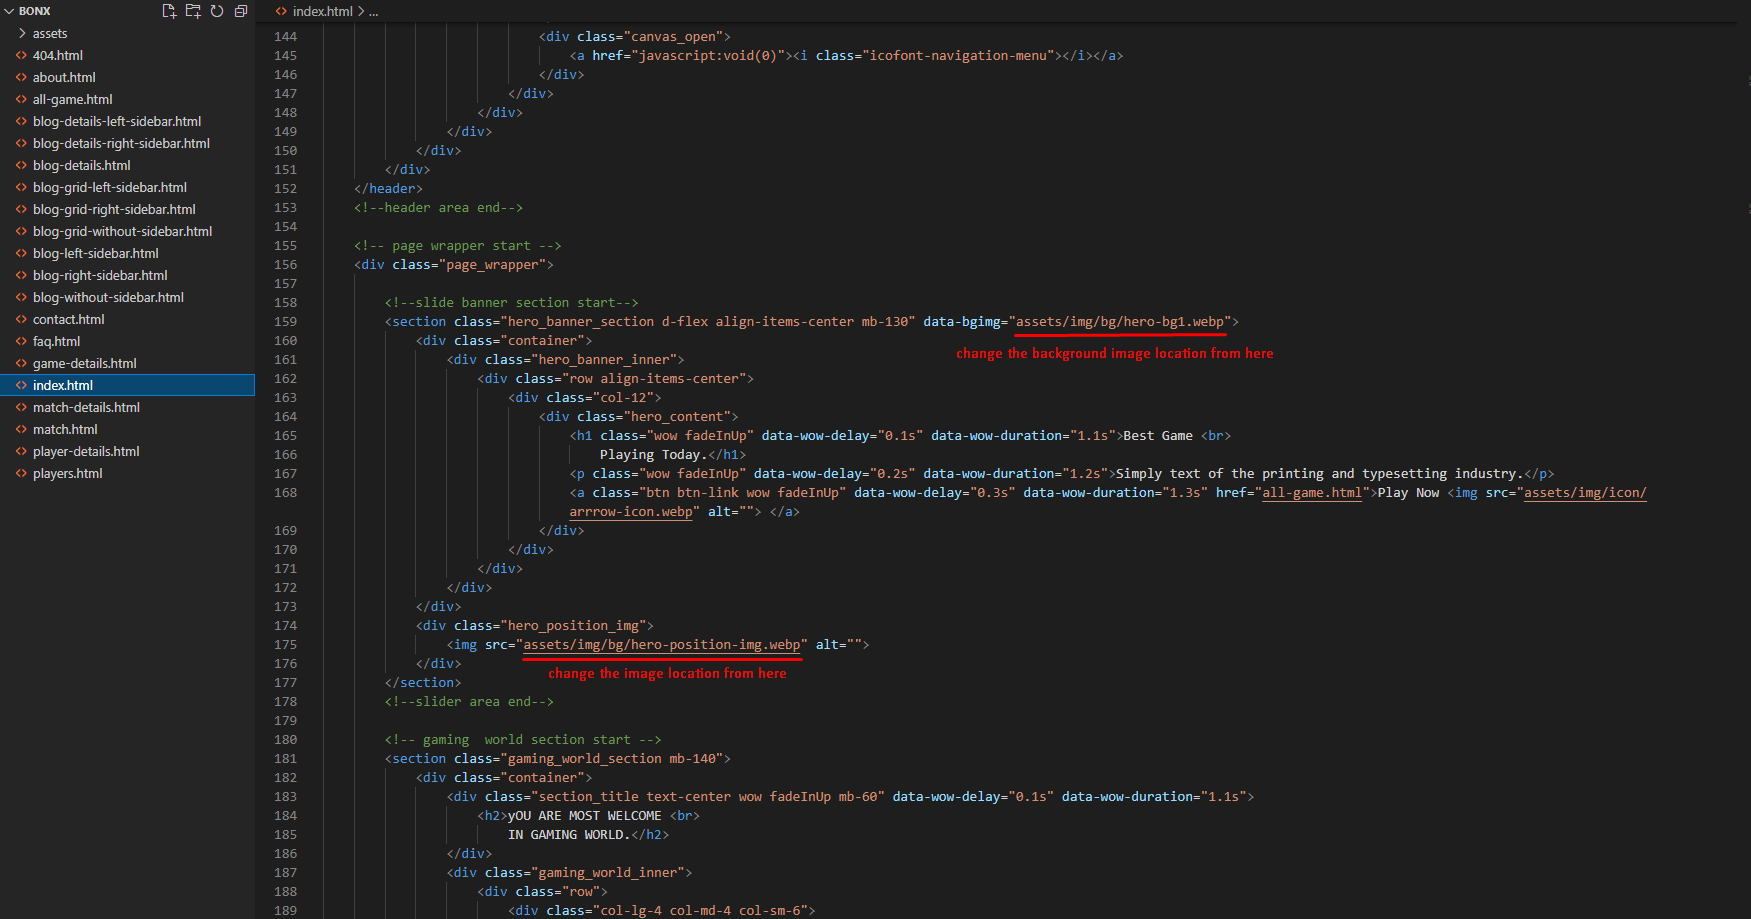 BONX
index.html > ...
assets
404.html
about.html
all-game.html
blog-details-left-sidebar.html
blog-details-right-sidebar.html
blog-details.html
blog-grid-left-sidebar.html
blog-grid-right-sidebar.html
blog-grid-without-sidebar.html
blog-left-sidebar.html
blog-right-sidebar.html
blog-without-sidebar.html
contact.html
faq.html
game-details.html
index.html
match-details.html
match.html
player-details.html
players.html
144 <div class="canvas_open">
145 <a href="javascript:void(0)"><i class="icofont-navigation-menu"></i></a>
146 </div>
147 </div>
148 </div>
149 </div>
150 </div>
151 </div>
152 </header>
153 <!--header area end-->
154
155 <!-- page wrapper start -->
156 <div class="page_wrapper">
157
158 <!--slide banner section start-->
159 <section class="hero_banner_section d-flex align-items-center mb-130" data-bgimg="assets/img/bg/hero-bg1.webp">
160 <div class="container">
change the background image location from here
161 <div class="hero_banner_inner">
162 <div class="row align-items-center">
163 <div class="col-12">
164 <div class="hero_content">
165 <h1 class="wow fadeInUp" data-wow-delay="0.1s" data-wow-duration="1.1s">Best Game <br>
166 Playing Today.</h1>
167 <p class="wow fadeInUp" data-wow-delay="0.2s" data-wow-duration="1.2s">Simply text of the printing and typesetting industry.</p>
168 <a class="btn btn-link wow fadeInUp" data-wow-delay="0.3s" data-wow-duration="1.3s" href="all-game.html">Play Now <img src="assets/img/icon/
arrrow-icon.webp" alt=""> </a>
169 </div>
170 </div>
171 </div>
172 </div>
173 </div>
174 <div class="hero_position_img">
175 <img src="assets/img/bg/hero-position-img.webp" alt="">
176 </div>
change the image location from here
177 </section>
178 <!--slider area end-->
179
180 <!-- gaming  world section start -->
181 <section class="gaming_world_section mb-140">
182 <div class="container">
183 <div class="section_title text-center wow fadeInUp mb-60" data-wow-delay="0.1s" data-wow-duration="1.1s">
184 <h2>yOU ARE MOST WELCOME <br>
185 IN GAMING WORLD.</h2>
186 </div>
187 <div class="gaming_world_inner">
188 <div class="row">
189 <div class="col-lg-4 col-md-4 col-sm-6">